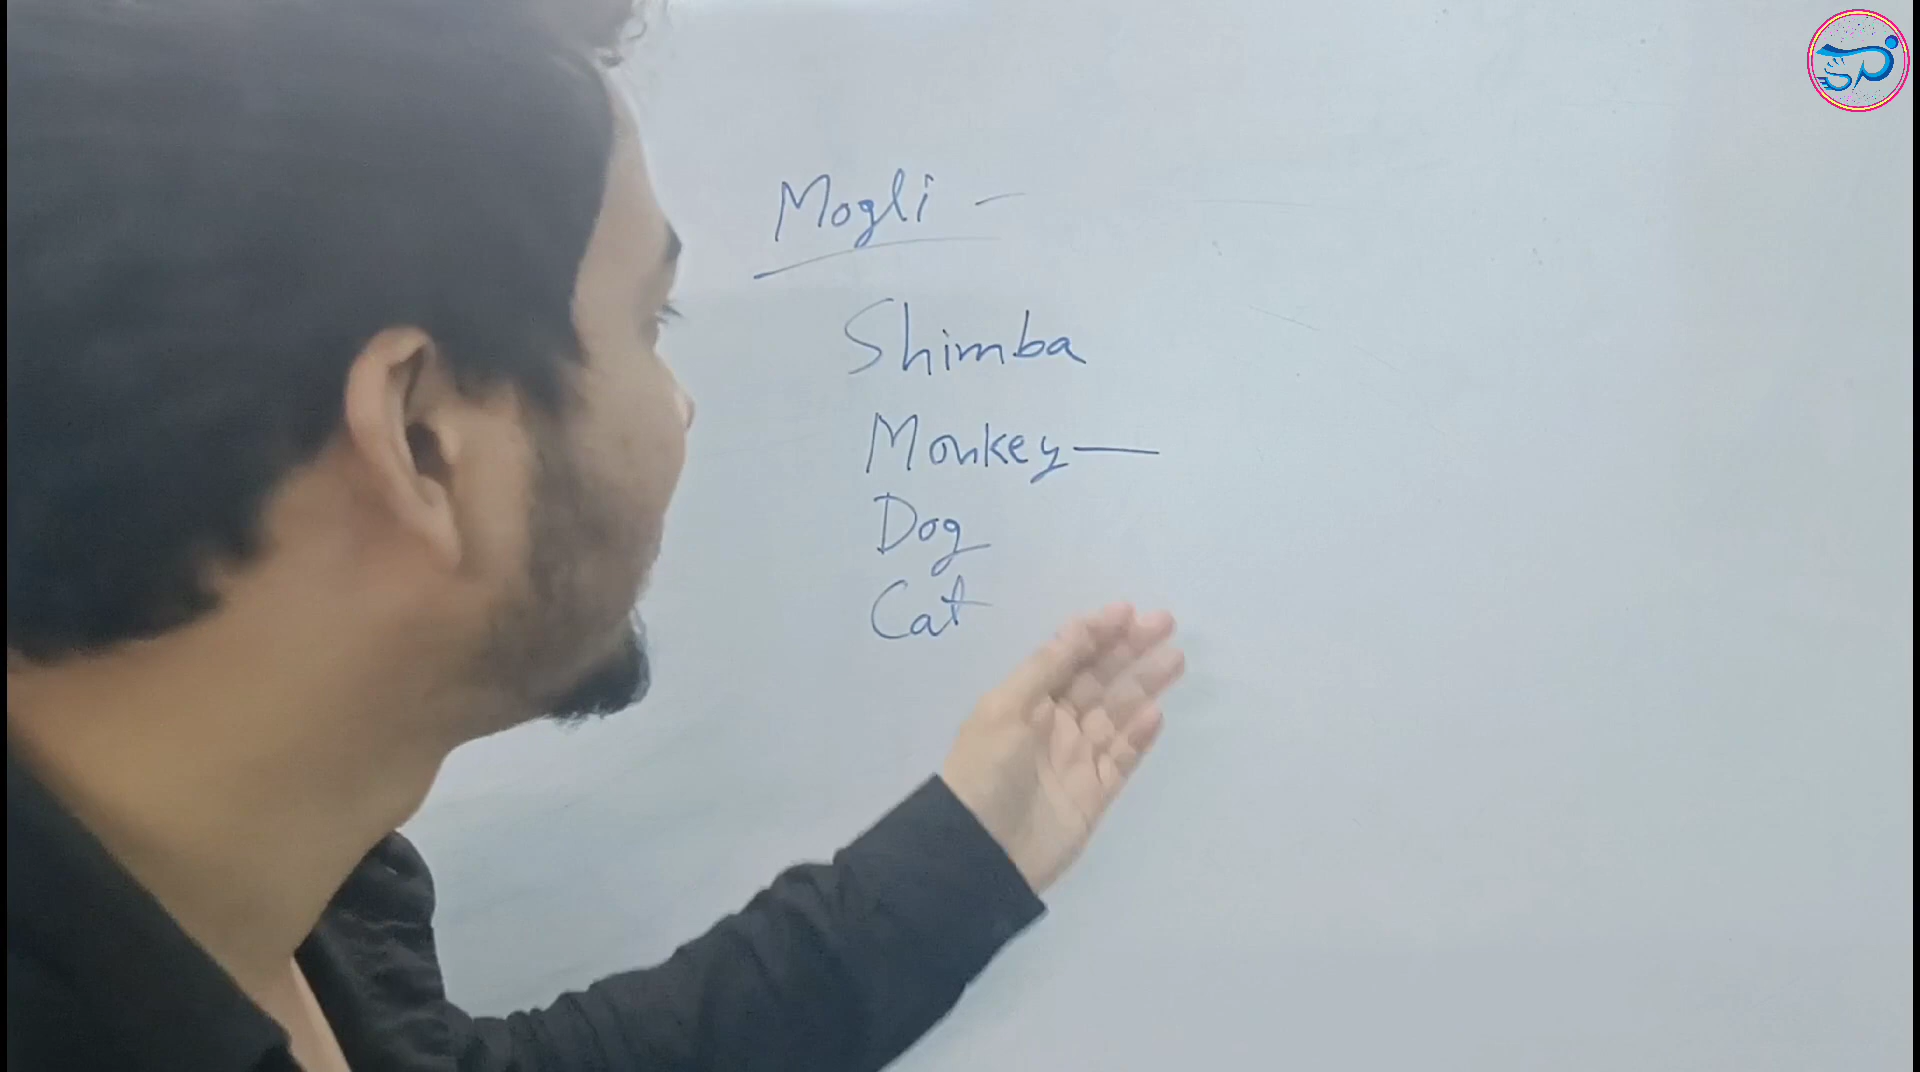 Mogli -
Shimba
Monkey —
Dog
Cat